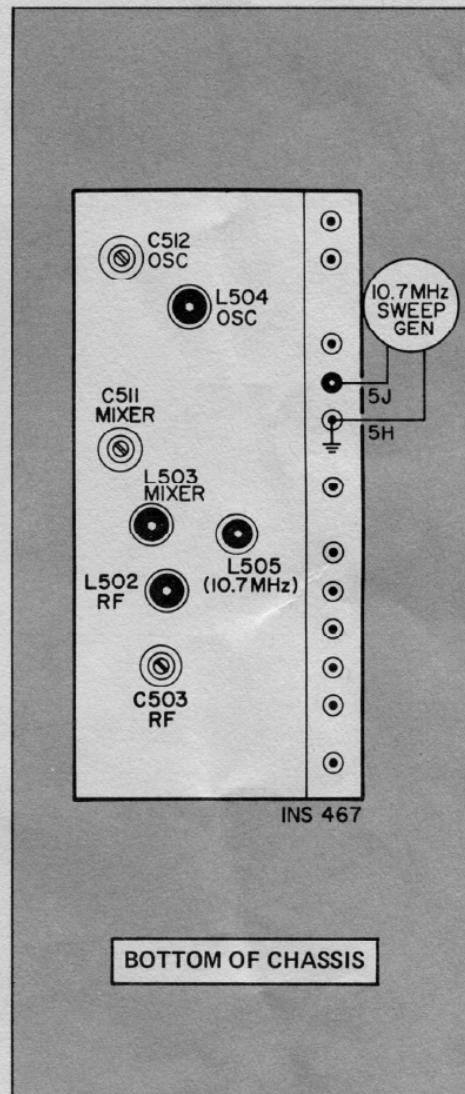 C512
OSC
L504
OSC
10.7MHz
SWEEP
GEN
5J
5H
C511
MIXER
L503
MIXER
L505
(10.7MHz)
L502
RF
C503
RF
INS 467
BOTTOM OF CHASSIS